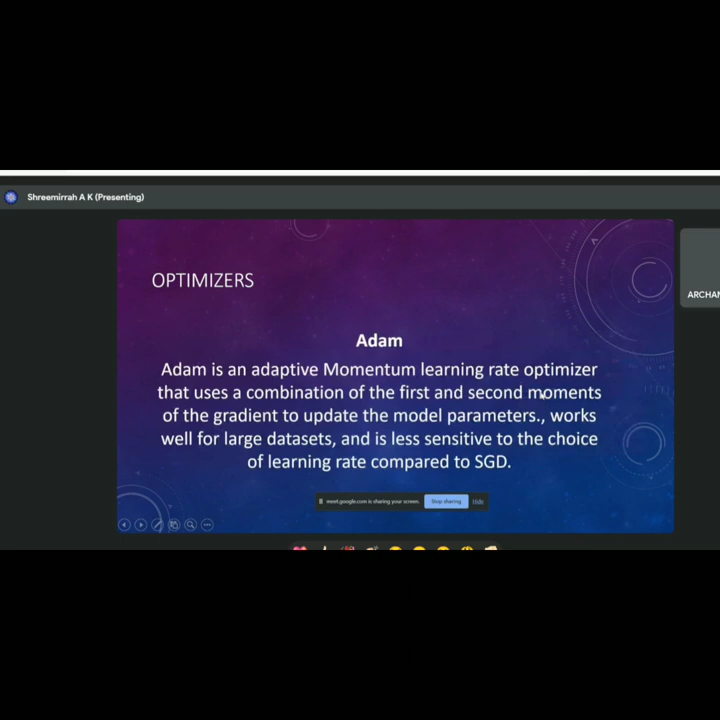 Shreemirrah A K (Presenting)
OPTIMIZERS
ARCHAN
Adam
Adam is an adaptive Momentum learning rate optimizer
that uses a combination of the first and second moments
of the gradient to update the model parameters., works
well for large datasets, and is less sensitive to the choice
of learning rate compared to SGD.
meet.google.com is sharing your screen. Stop sharing Hide